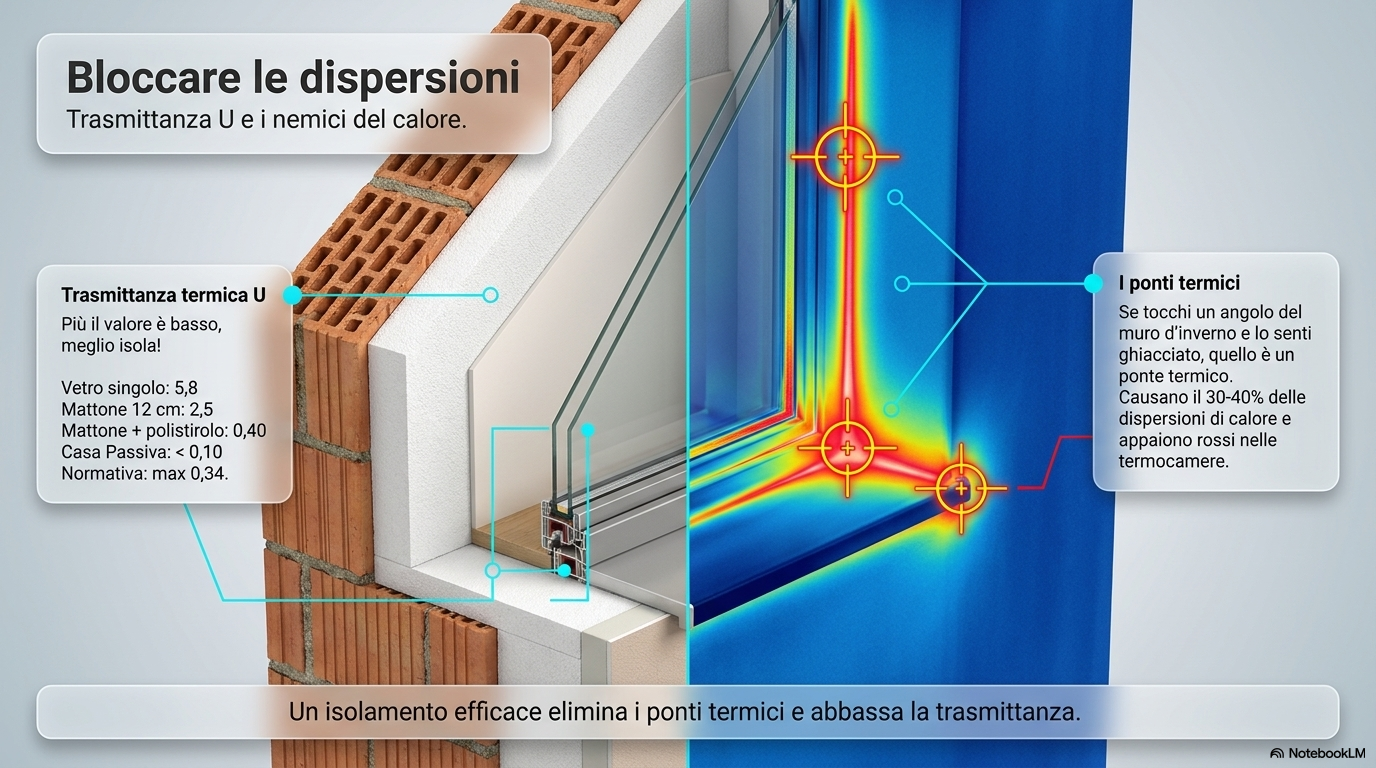 Bloccare le dispersioni
Trasmittanza U e i nemici del calore.
Trasmittanza termica U
Più il valore è basso,
meglio isola!
Vetro singolo: 5,8
Mattone 12 cm: 2,5
Mattone + polistirolo: 0,40
Casa Passiva: < 0,10
Normativa: max 0,34.
I ponti termici
Se tocchi un angolo del
muro d'inverno e lo senti
ghiacciato, quello è un
ponte termico.
Causano il 30-40% delle
dispersioni di calore e
appaiono rossi nelle
termocamere.
Un isolamento efficace elimina i ponti termici e abbassa la trasmittanza.
NotebookLM